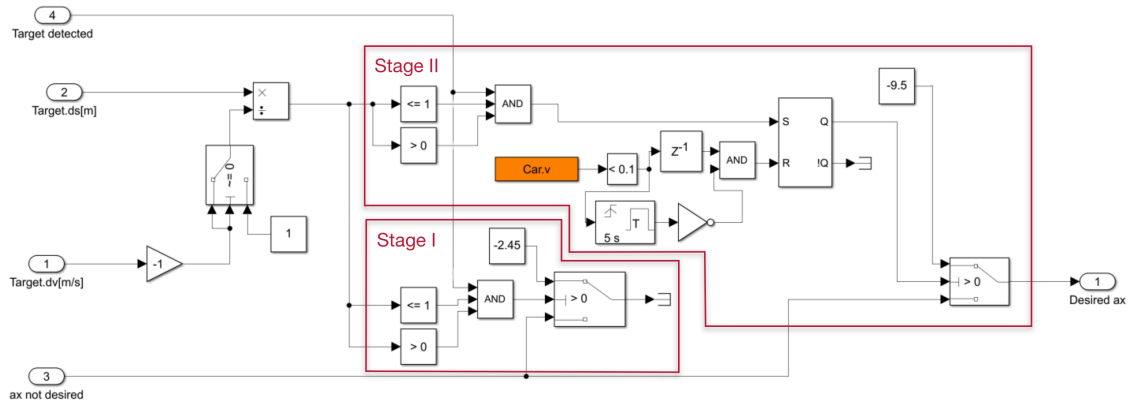 4
Target detected
Stage II
2
Target.ds[m]
×
÷
<= 1
> 0
AND
-9.5
S
Q
R
!Q
Car.v
< 0.1
Z-1
AND
5 s
T
~= 0
1
Stage I
-2.45
1
Target.dv[m/s]
-1
<= 1
> 0
AND
> 0
> 0
1
Desired ax
3
ax not desired